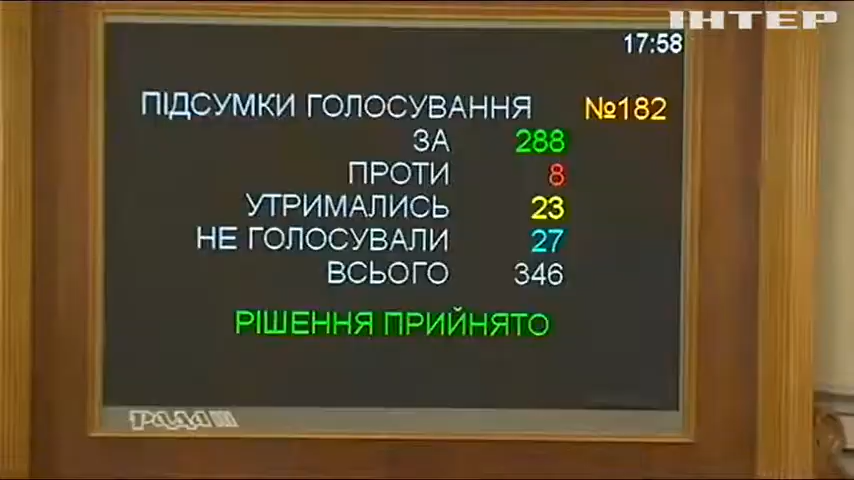 ІНТЕР
17:58
ПІДСУМКИ ГОЛОСУВАННЯ №182
ЗА 288
ПРОТИ 8
УТРИМАЛИСЬ 23
НЕ ГОЛОСУВАЛИ 27
ВСЬОГО 346
РІШЕННЯ ПРИЙНЯТО
РАДА